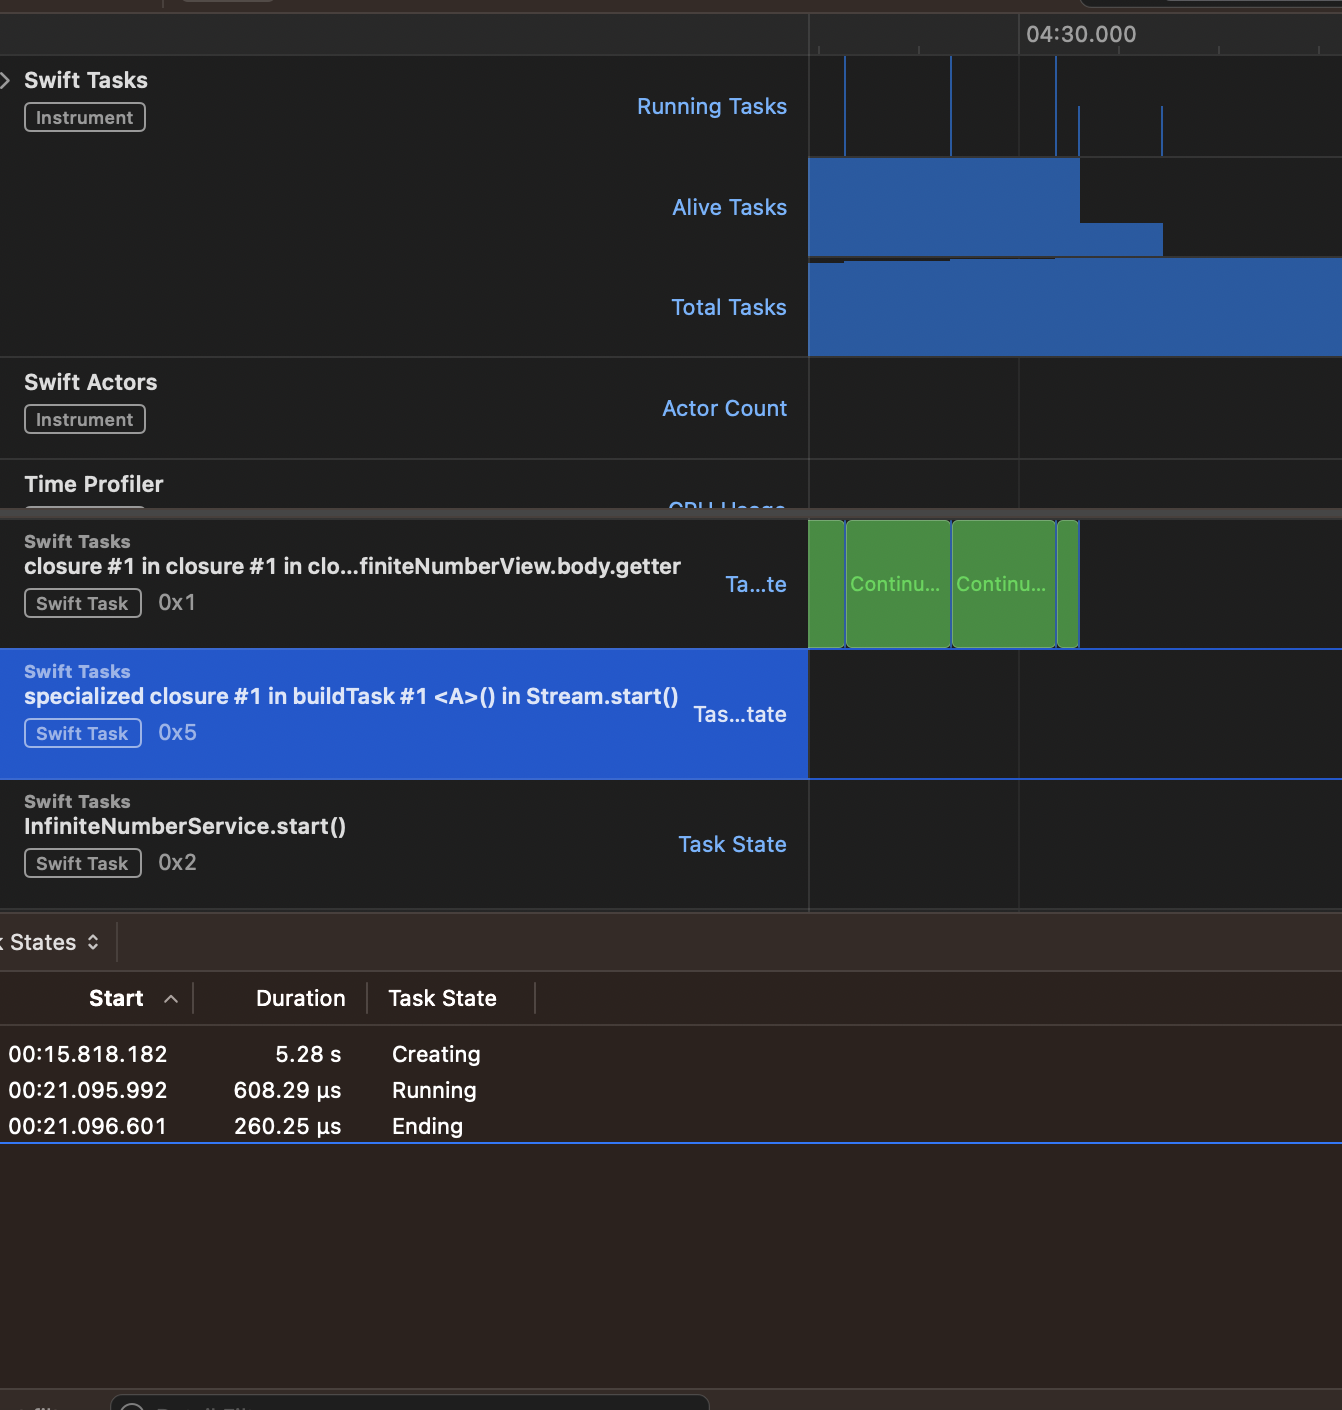 04:30.000
Swift Tasks
Instrument
Running Tasks
Alive Tasks
Total Tasks
Swift Actors
Instrument
Actor Count
Time Profiler
CPU Usage
Swift Tasks
closure #1 in closure #1 in clo...finiteNumberView.body.getter
Swift Task 0x1
Ta...te
Continu...
Continu...
Swift Tasks
specialized closure #1 in buildTask #1 <A>() in Stream.start()
Swift Task 0x5
Tas...tate
Swift Tasks
InfiniteNumberService.start()
Swift Task 0x2
Task State
k States
Start Duration Task State
00:15.818.182 5.28 s Creating
00:21.095.992 608.29 µs Running
00:21.096.601 260.25 µs Ending